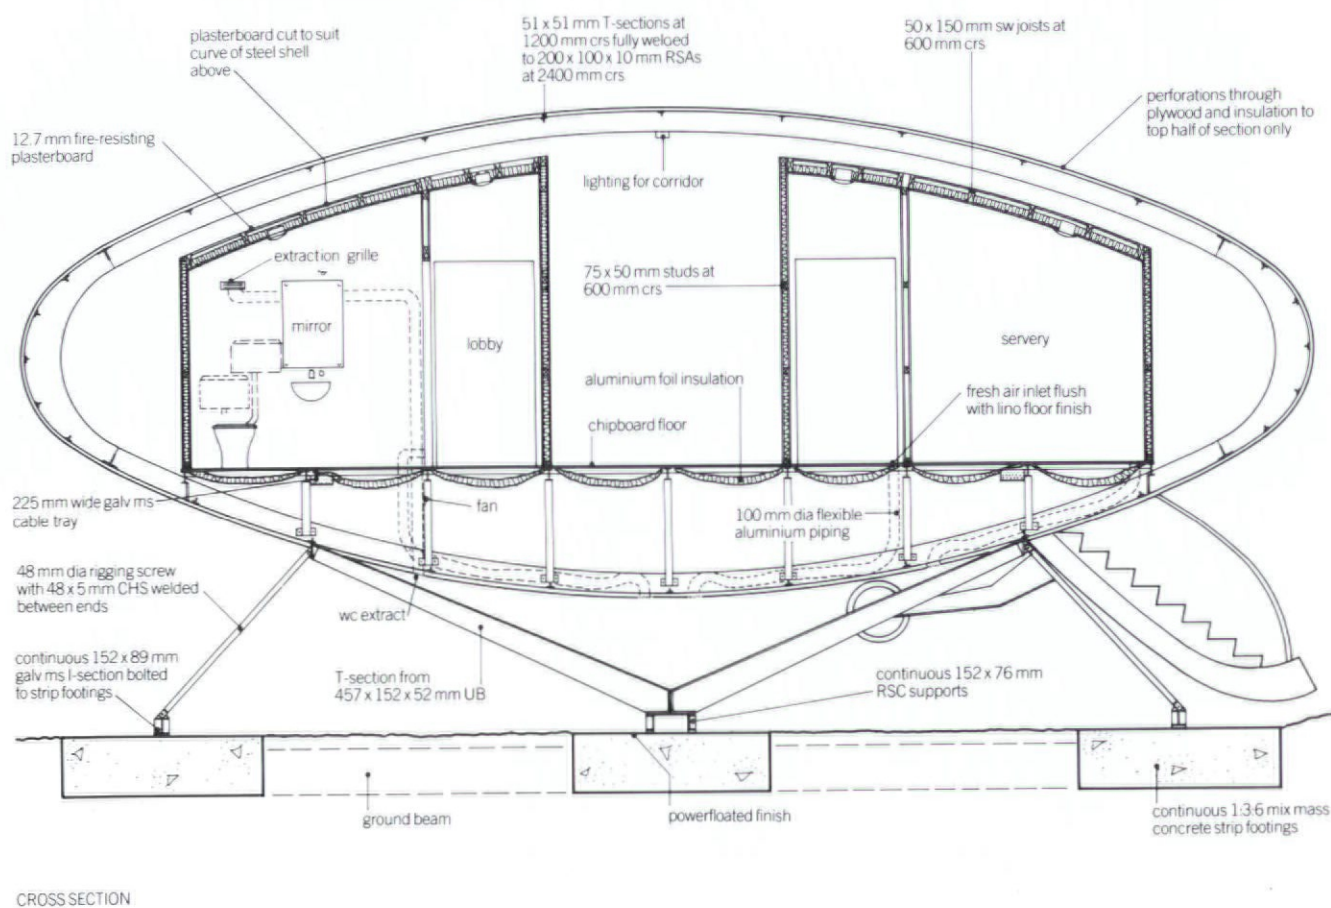 plasterboard cut to suit
curve of steel shell
above
51 x 51 mm T-sections at
1200 mm crs fully welded
to 200 x 100 x 10 mm RSAs
at 2400 mm crs
50 x 150 mm sw joists at
600 mm crs
perforations through
plywood and insulation to
top half of section only
12.7 mm fire-resisting
plasterboard
lighting for corridor
extraction grille
75 x 50 mm studs at
600 mm crs
mirror
lobby
servery
aluminium foil insulation
fresh air inlet flush
with lino floor finish
chipboard floor
225 mm wide galv ms
cable tray
fan
100 mm dia flexible
aluminium piping
48 mm dia rigging screw
with 48 x 5 mm CHS welded
between ends
wc extract
continuous 152 x 89 mm
galv ms I-section bolted
to strip footings
T-section from
457 x 152 x 52 mm UB
continuous 152 x 76 mm
RSC supports
ground beam
powerfloated finish
continuous 1:3:6 mix mass
concrete strip footings
CROSS SECTION